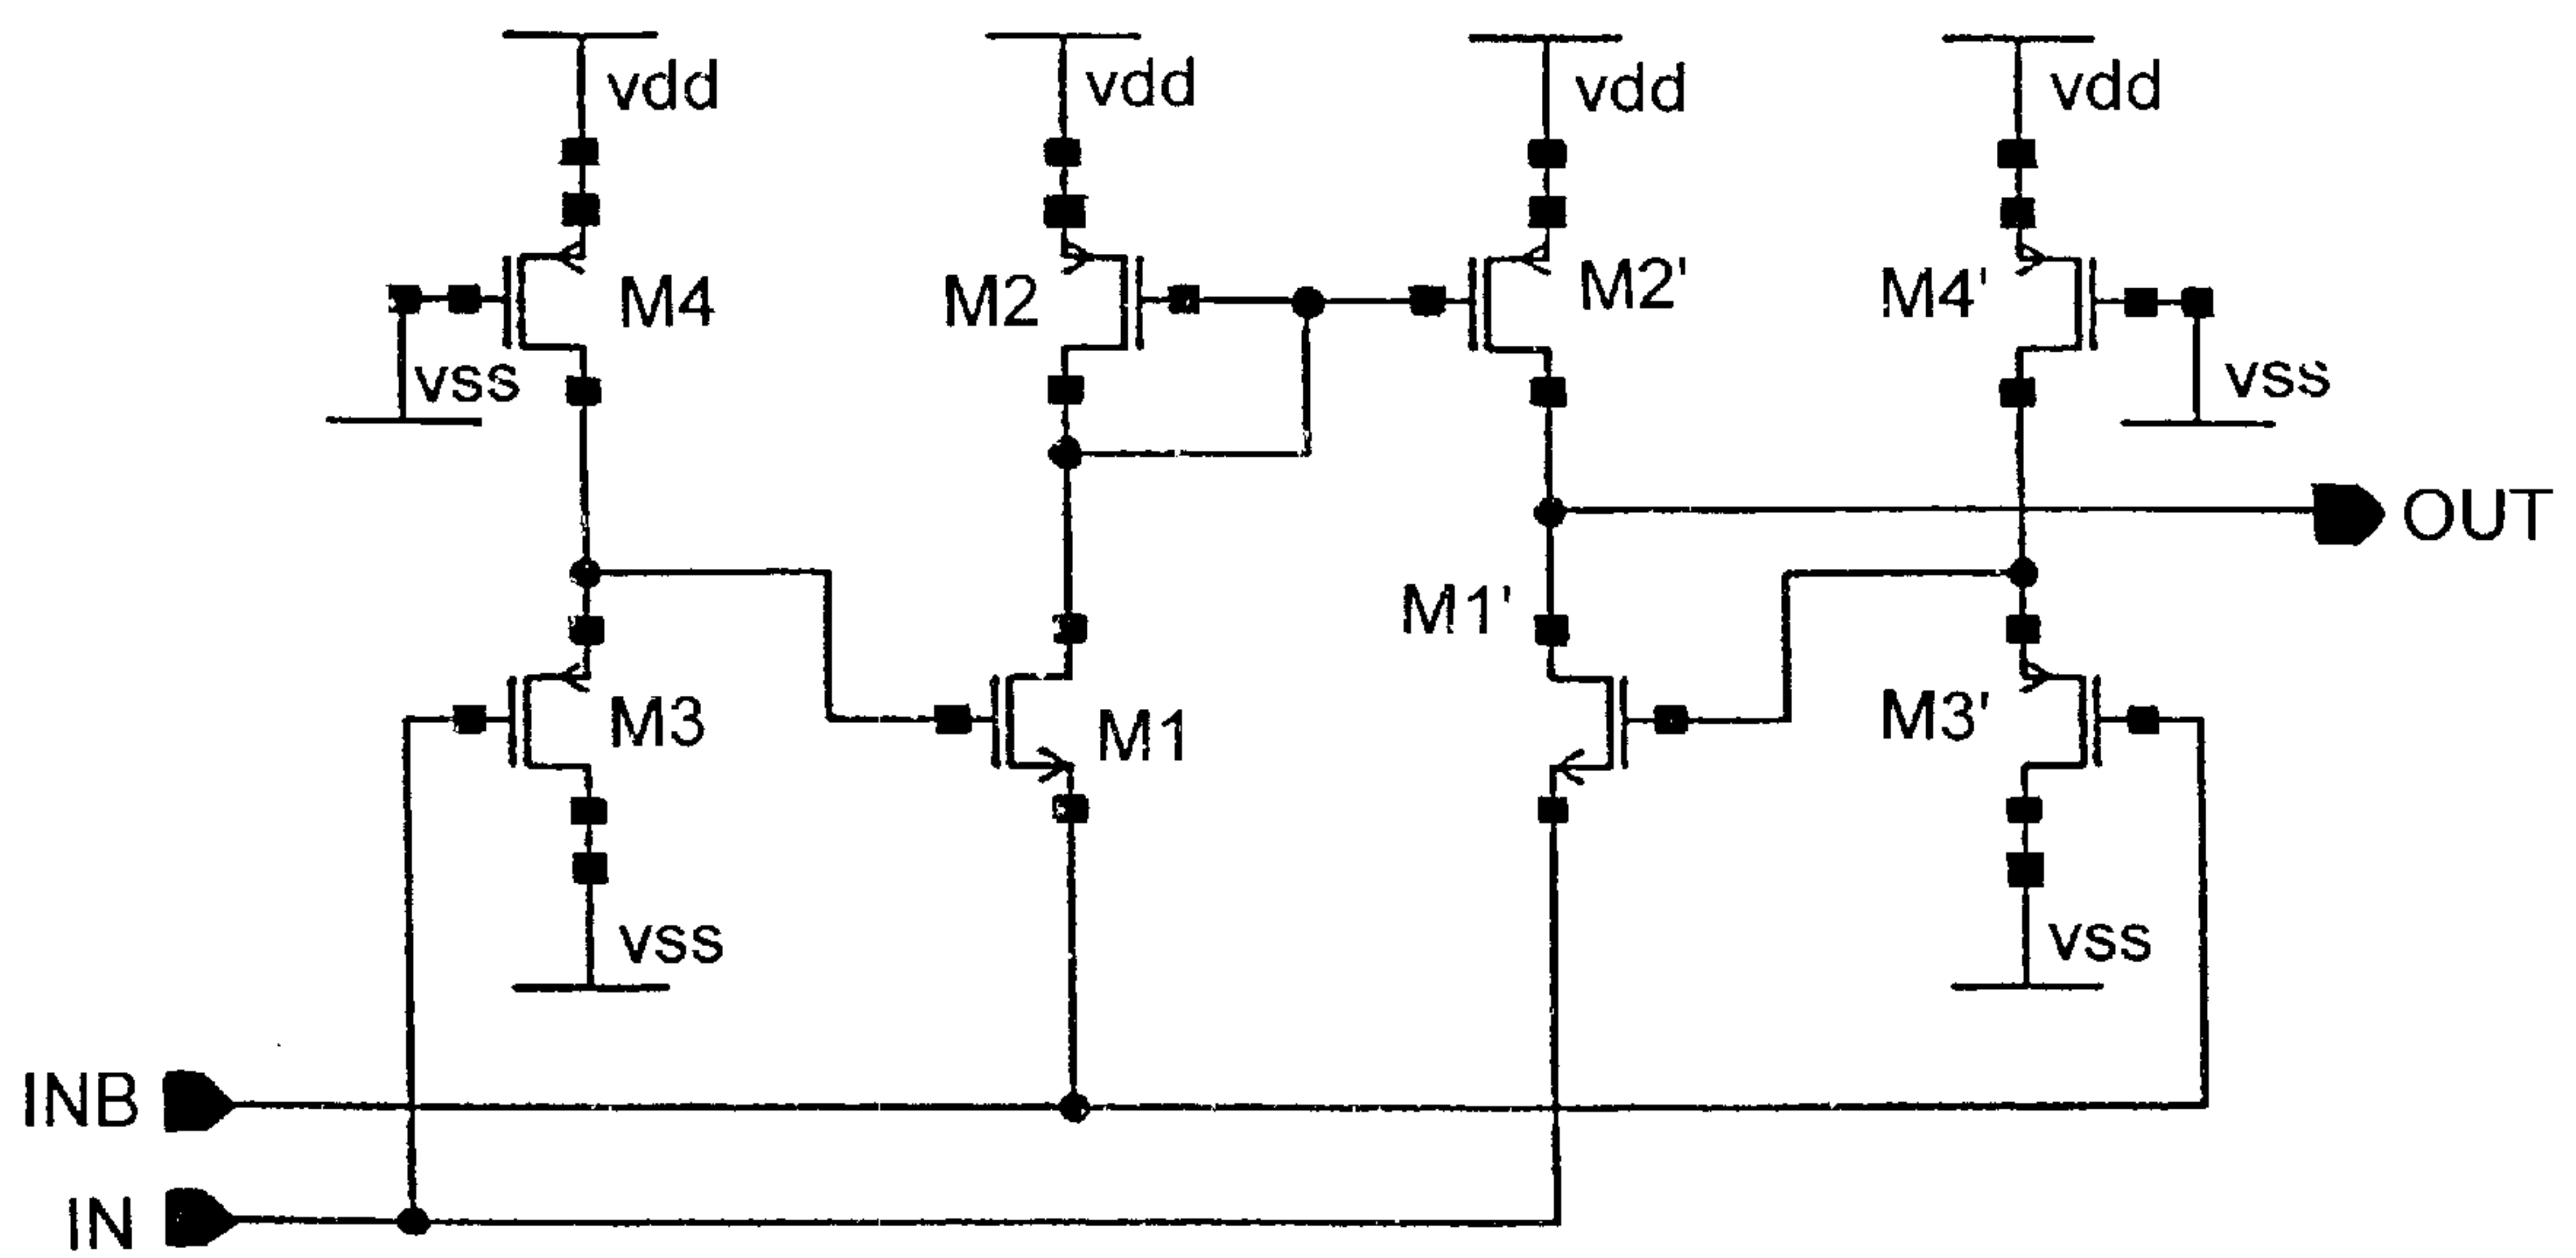 vdd vdd vdd vdd
M4 M2 M2' M4'
vss vss
OUT
M1'
M3 M1 M3'
vss vss
INB
IN